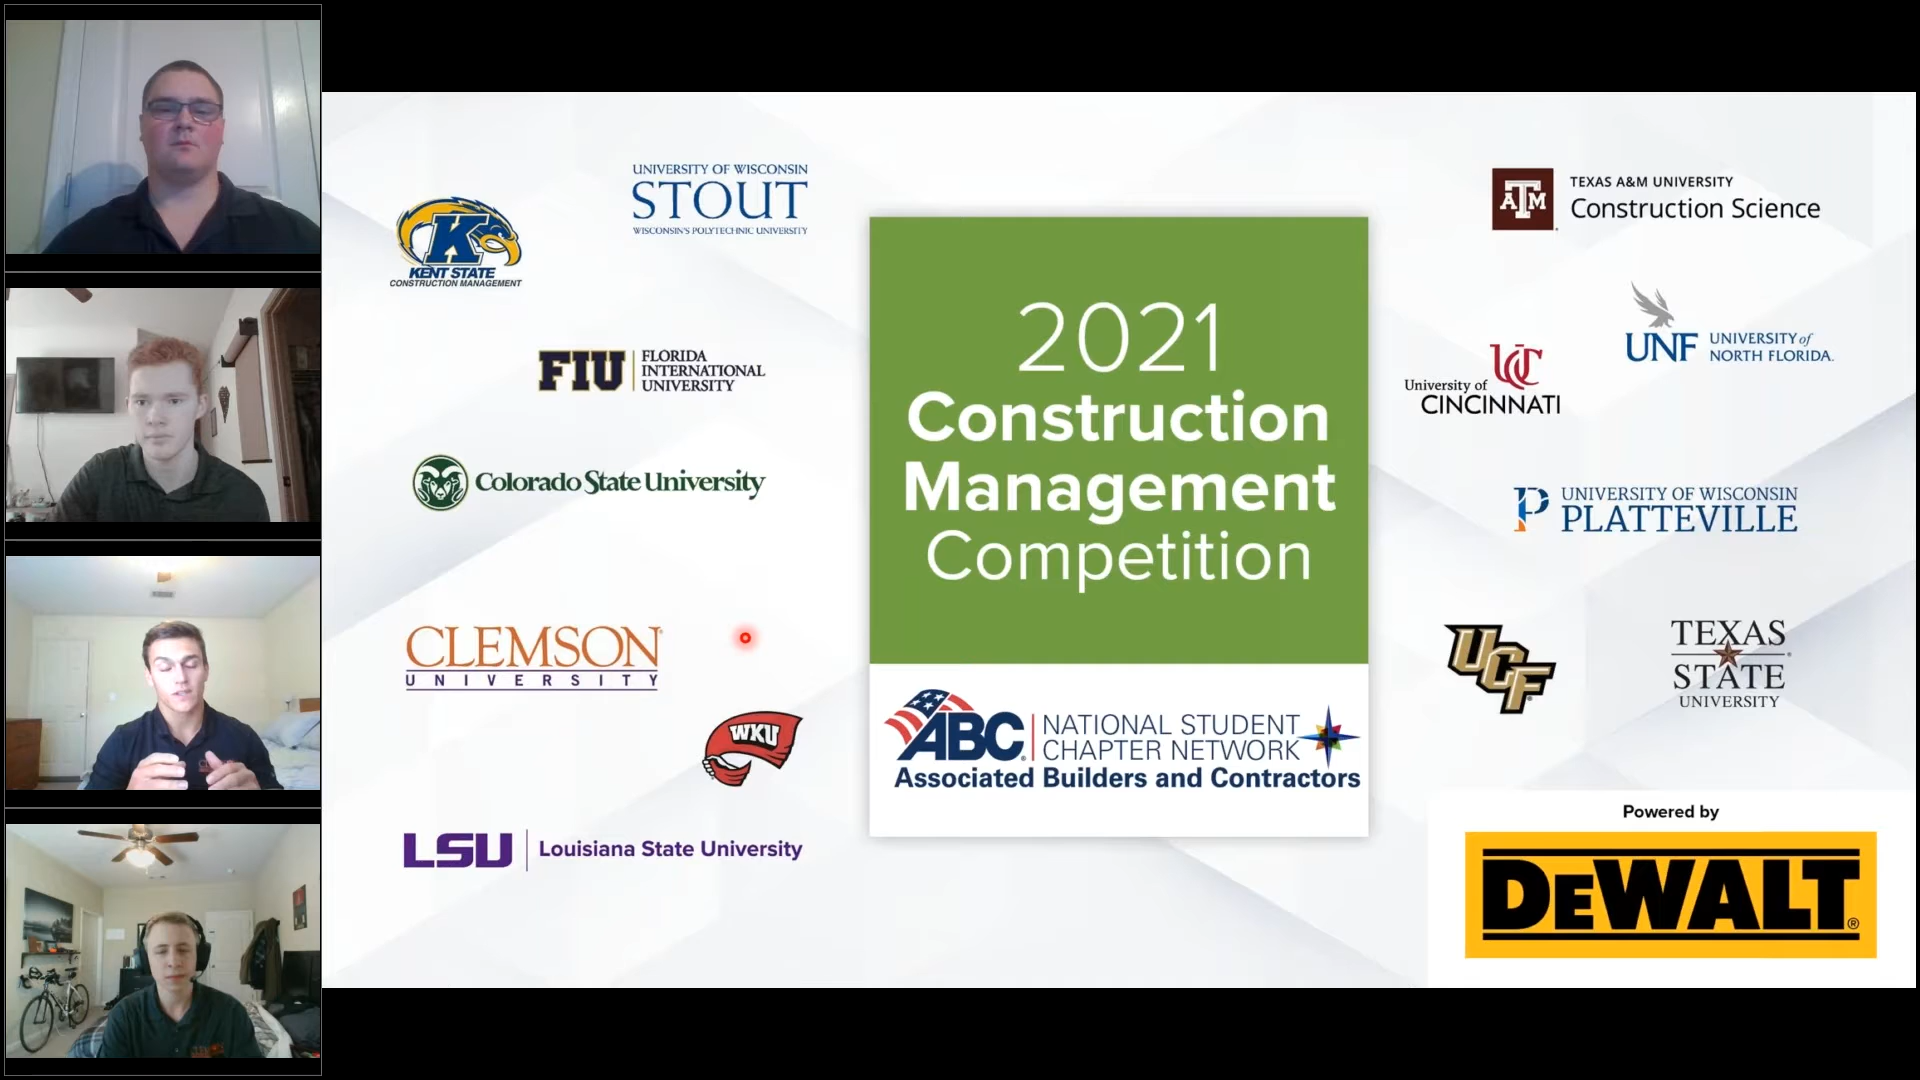 KENT STATE
CONSTRUCTION MANAGEMENT
UNIVERSITY OF WISCONSIN
STOUT
WISCONSIN'S POLYTECHNIC UNIVERSITY
FIU
FLORIDA
INTERNATIONAL
UNIVERSITY
Colorado State University
CLEMSON
UNIVERSITY
WKU
LSU
Louisiana State University
2021
Construction
Management
Competition
ABC
NATIONAL STUDENT
CHAPTER NETWORK
Associated Builders and Contractors
ATM
TEXAS A&M UNIVERSITY
Construction Science
UNF
UNIVERSITY of
NORTH FLORIDA.
UC
University of
CINCINNATI
P
UNIVERSITY OF WISCONSIN
PLATTEVILLE
UCF
TEXAS
STATE
UNIVERSITY
Powered by
DEWALT®